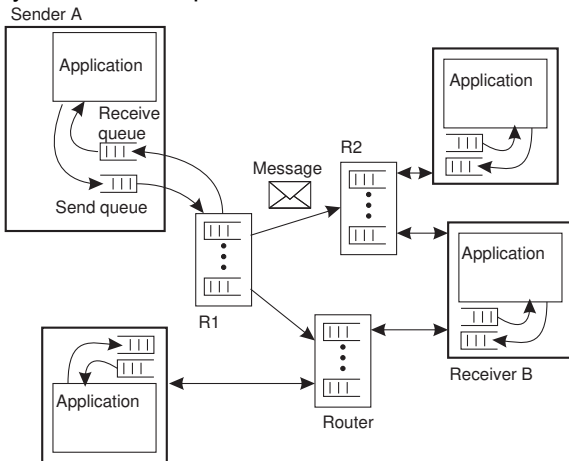 Sender A
Application
Receive
queue
Send queue
Message
R2
Application
R1
Application
Receiver B
Application
Router